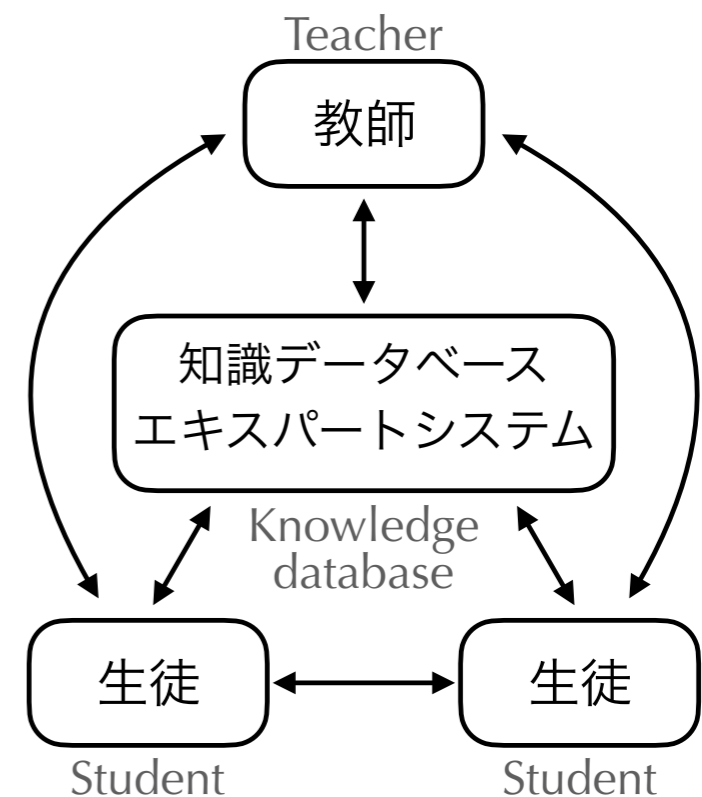 Teacher
教師
知識データベース
エキスパートシステム
Knowledge
database
生徒
生徒
Student
Student